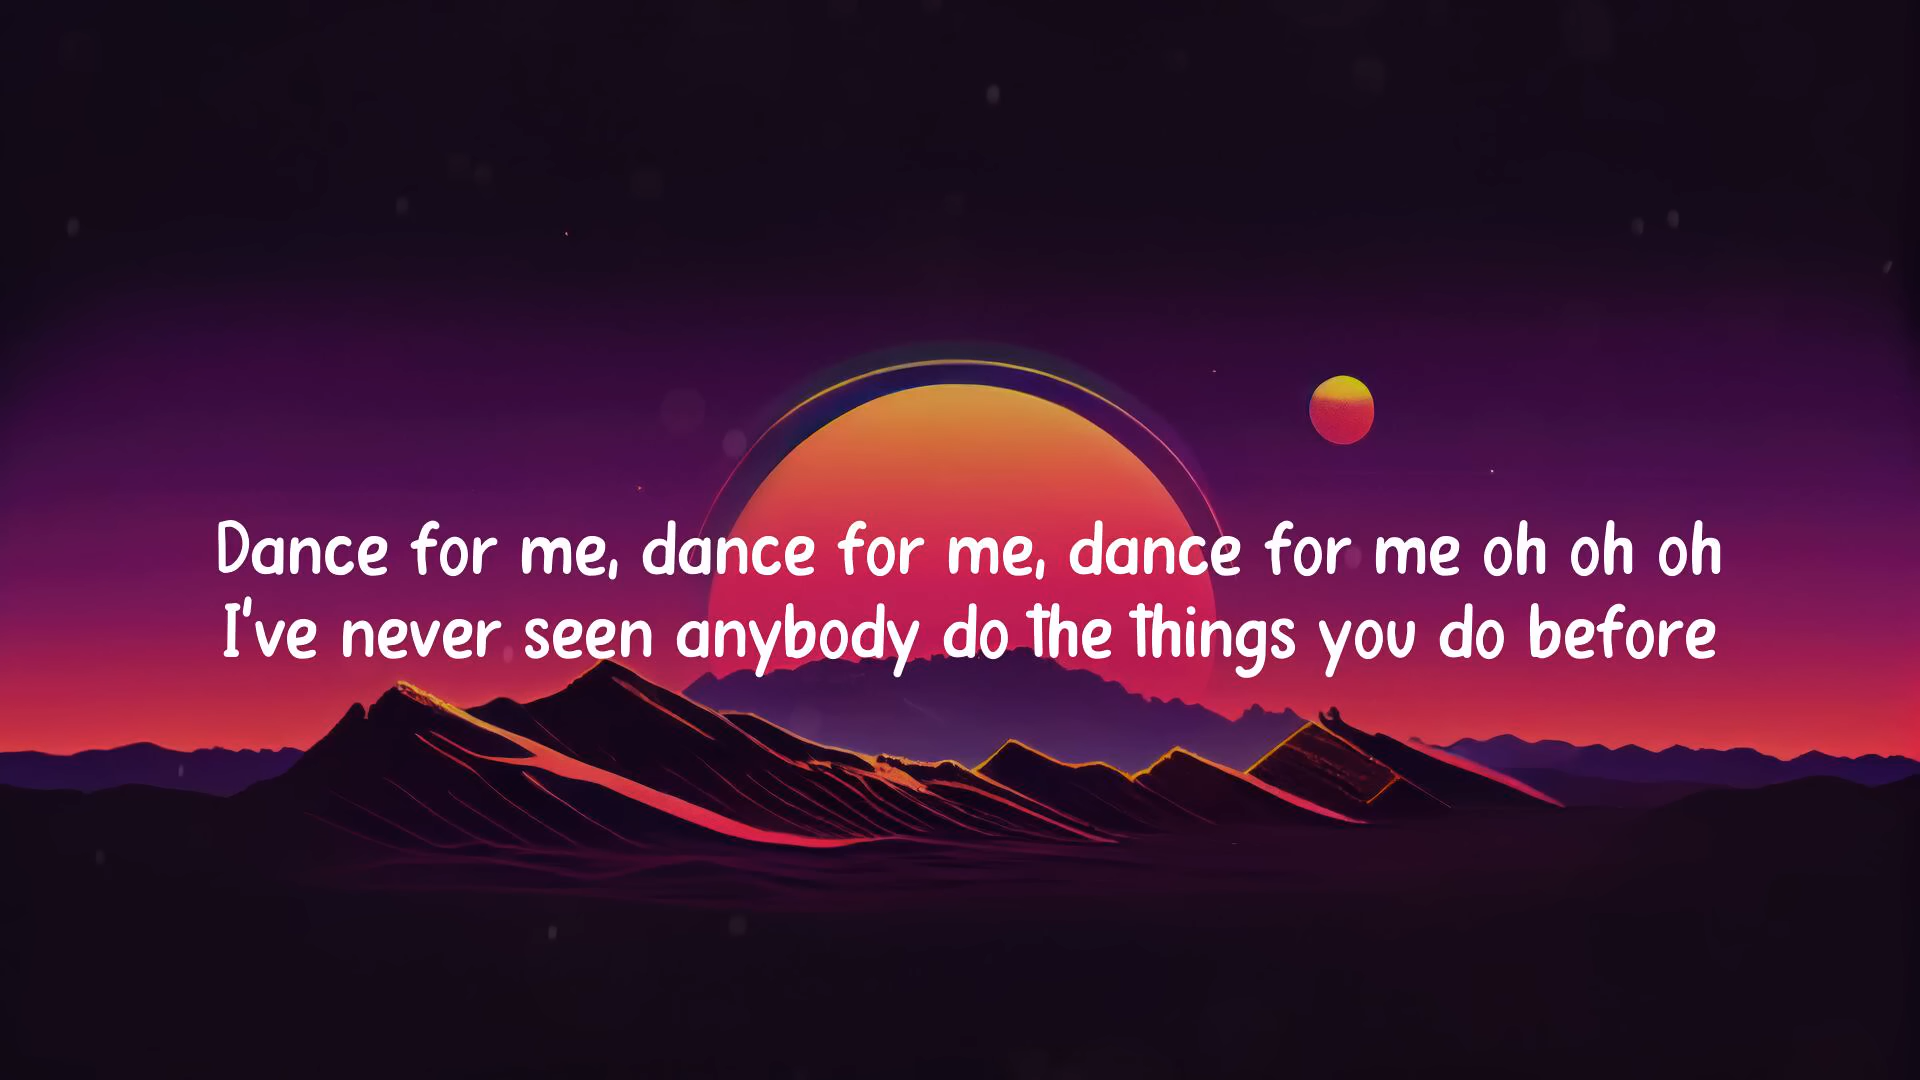 Dance for me, dance for me, dance for me oh oh oh
I've never seen anybody do the things you do before